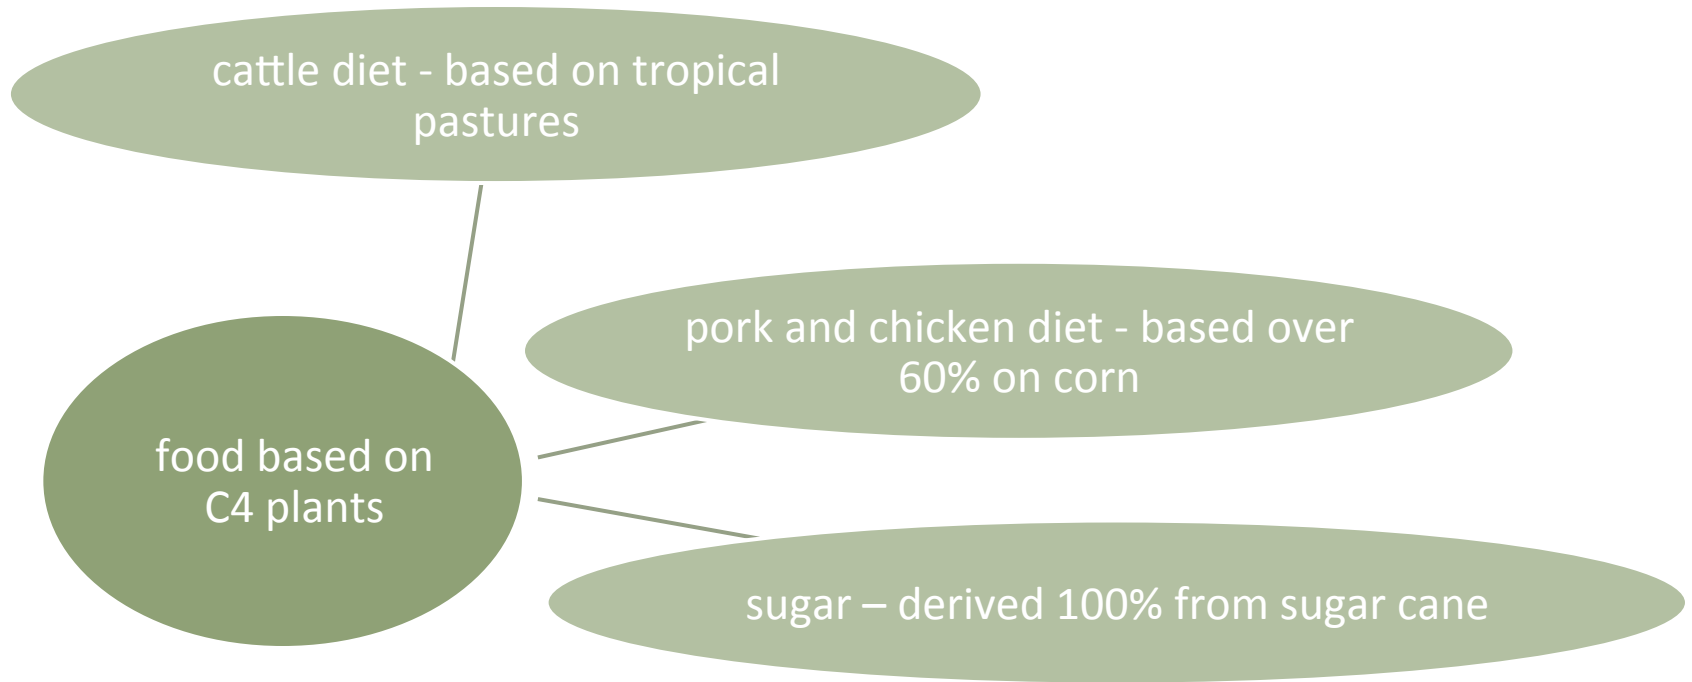 cattle diet - based on tropical
pastures
pork and chicken diet - based over
60% on corn
food based on
C4 plants
sugar – derived 100% from sugar cane